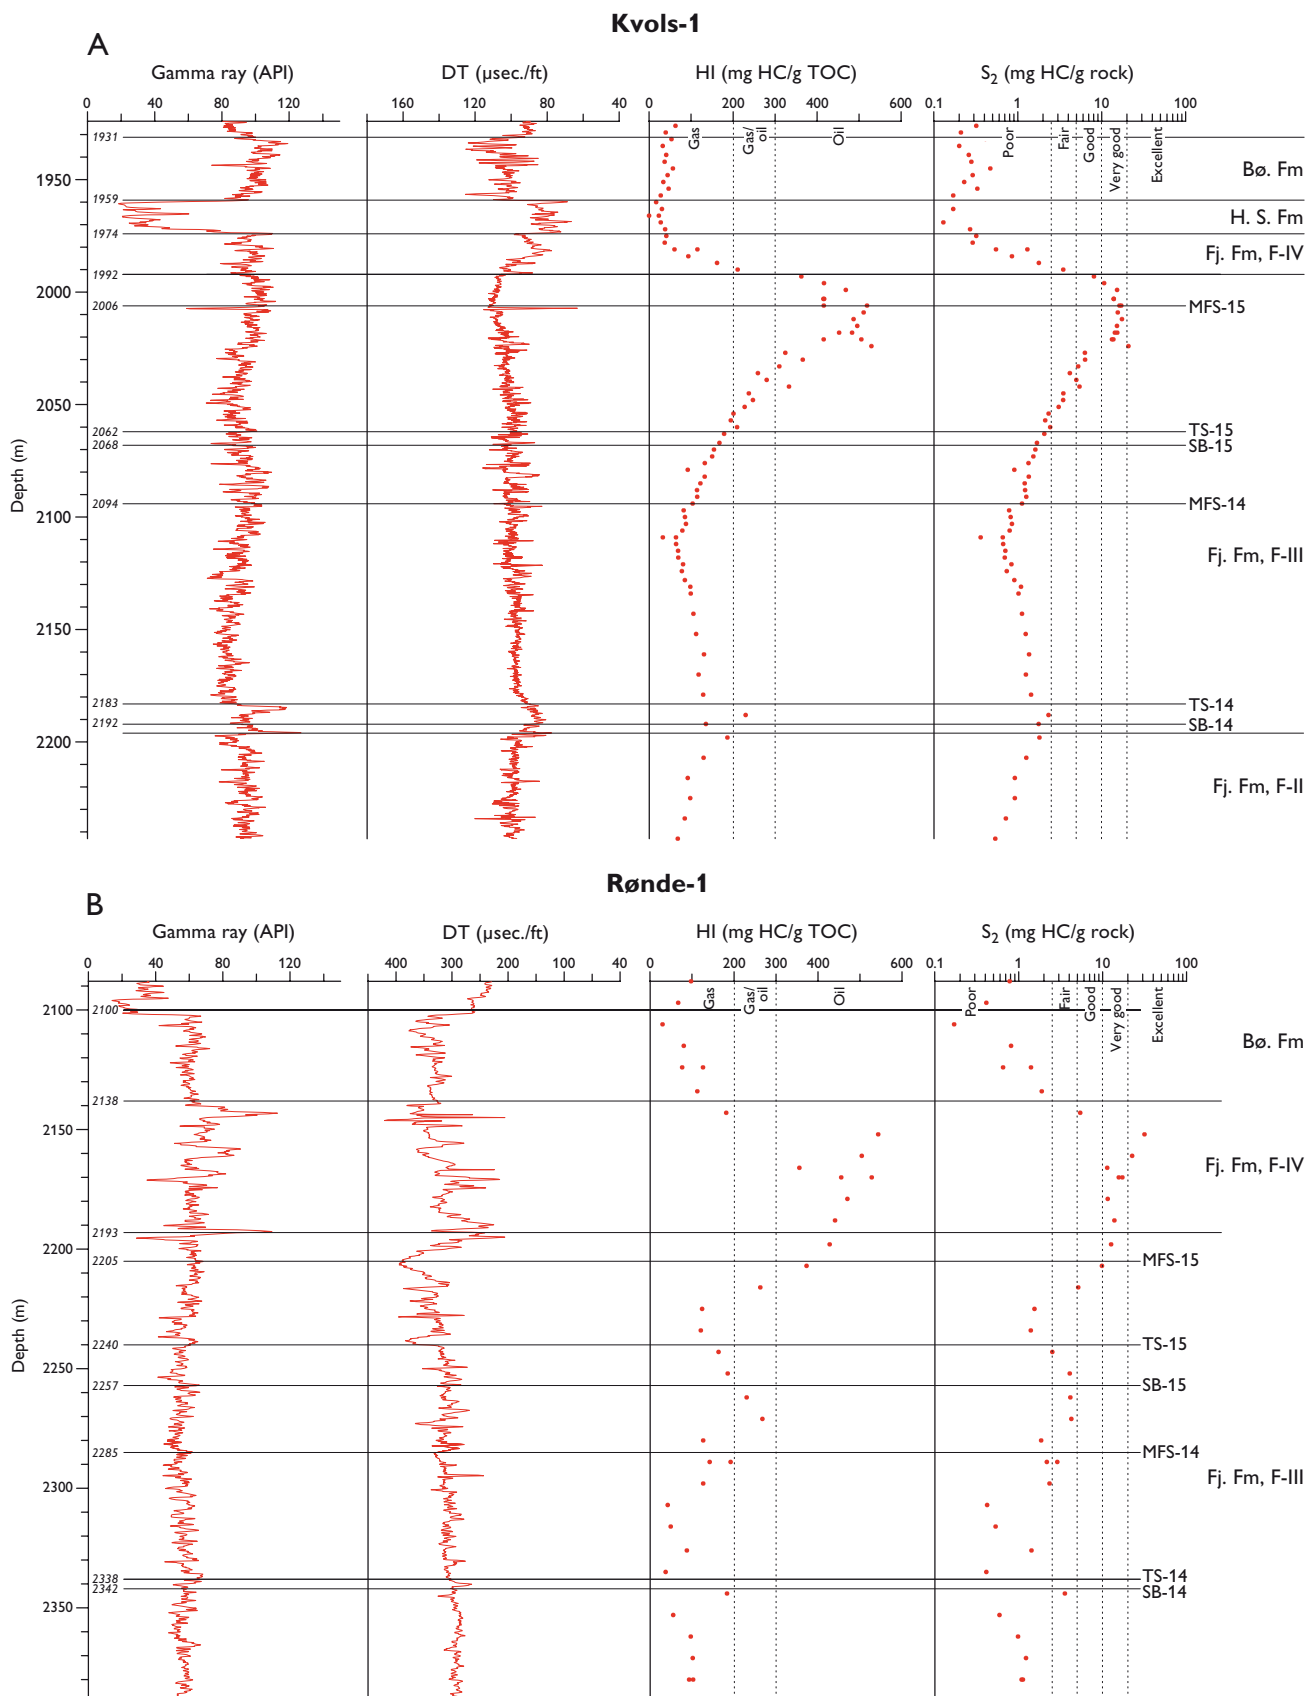 Kvols-1
A
Gamma ray (API) DT (µsec./ft) HI (mg HC/g TOC) S2 (mg HC/g rock)
0 40 80 120 160 120 80 40 0 200 300 400 600 0.1 1 10 100
Gas Gas/oil Oil Poor Fair Good Very good Excellent
1931
1950 Bø. Fm
1959
H. S. Fm
1974
Fj. Fm, F-IV
1992
2000
2006 MFS-15
2050
2062 TS-15
2068 SB-15
2094 MFS-14
2100
Fj. Fm, F-III
2150
2183 TS-14
2192 SB-14
2200
Fj. Fm, F-II
Depth (m)
Rønde-1
B
Gamma ray (API) DT (µsec./ft) HI (mg HC/g TOC) S2 (mg HC/g rock)
0 40 80 120 400 300 200 100 40 0 200 300 400 600 0.1 1 10 100
Gas Gas/oil Oil Poor Fair Good Very good Excellent
2100 2100
Bø. Fm
2138
2150
Fj. Fm, F-IV
2193
2200
2205 MFS-15
2240 TS-15
2250
2257 SB-15
2285 MFS-14
Fj. Fm, F-III
2300
2338 TS-14
2342 SB-14
2350
Depth (m)